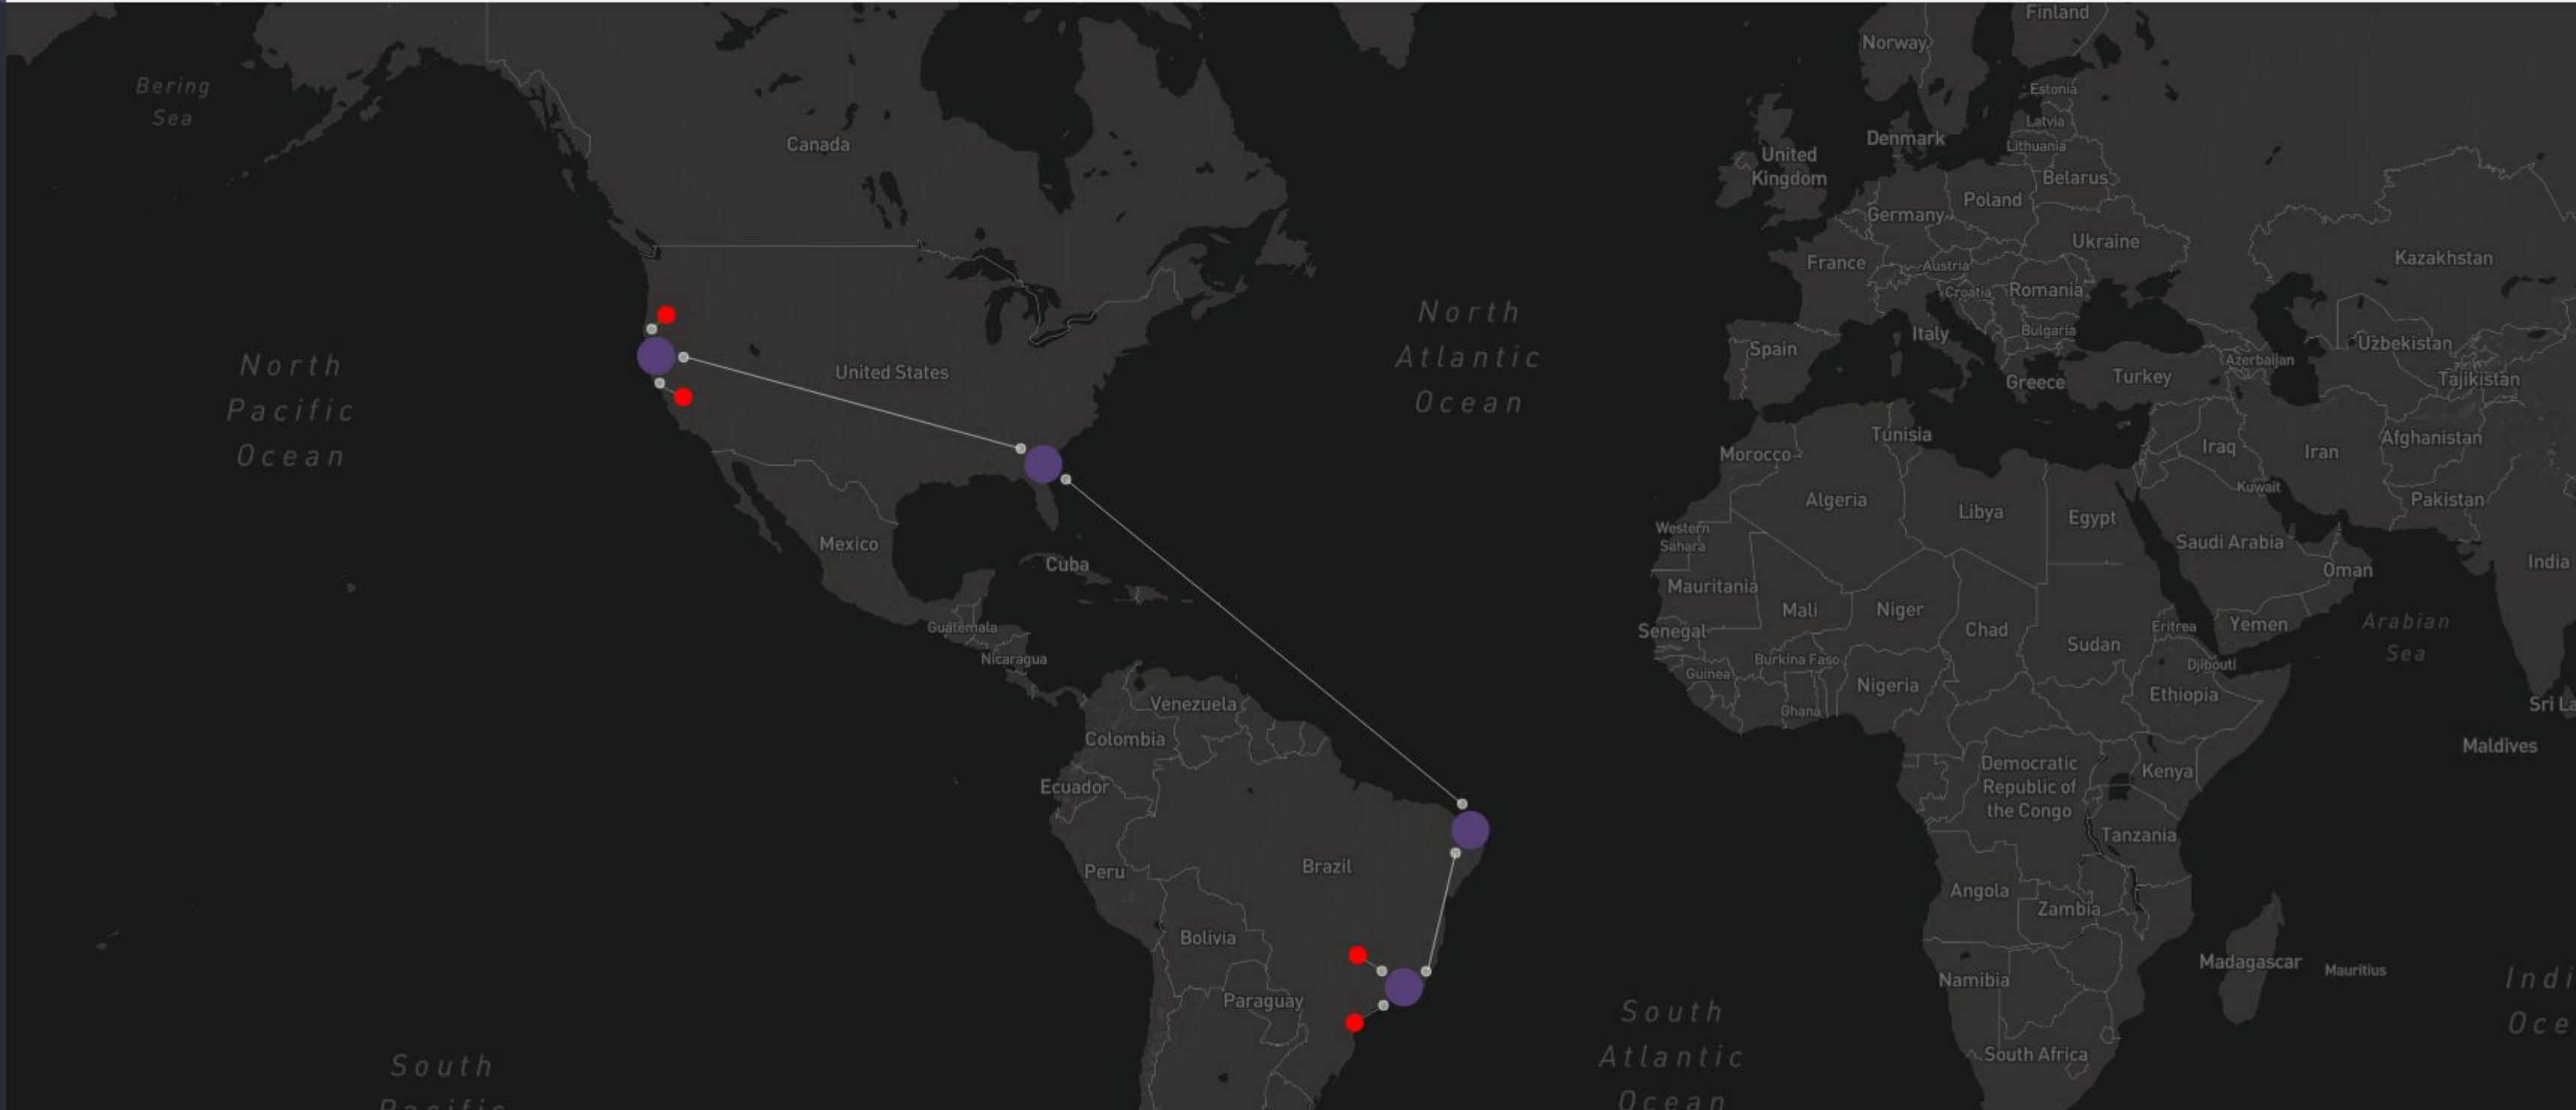 Bering
Sea
Canada
North
Pacific
Ocean
United States
Mexico
Cuba
Guatemala
Nicaragua
Venezuela
Colombia
Ecuador
Peru
Brazil
Bolivia
Paraguay
South
Pacific
North
Atlantic
Ocean
South
Atlantic
Ocean
Finland
Norway
Estonia
Latvia
Denmark
Lithuania
United
Kingdom
Belarus
Poland
Germany
Ukraine
France
Austria
Kazakhstan
Croatia
Romania
Bulgaria
Italy
Spain
Uzbekistan
Azerbaijan
Greece
Turkey
Tajikistan
Tunisia
Morocco
Iraq
Iran
Afghanistan
Kuwait
Algeria
Libya
Egypt
Pakistan
Western
Sahara
Saudi Arabia
Oman
India
Mauritania
Mali
Niger
Chad
Sudan
Eritrea
Yemen
Arabian
Sea
Senegal
Burkina Faso
Guinea
Djibouti
Nigeria
Ethiopia
Ghana
Sri La
Maldives
Democratic
Republic of
the Congo
Kenya
Tanzania
Angola
Zambia
Madagascar
Mauritius
Namibia
South Africa
Indi
Oce